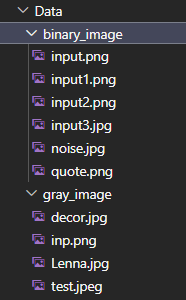 Data
binary_image
input.png
input1.png
input2.png
input3.jpg
noise.jpg
quote.png
gray_image
decor.jpg
inp.png
Lenna.jpg
test.jpeg